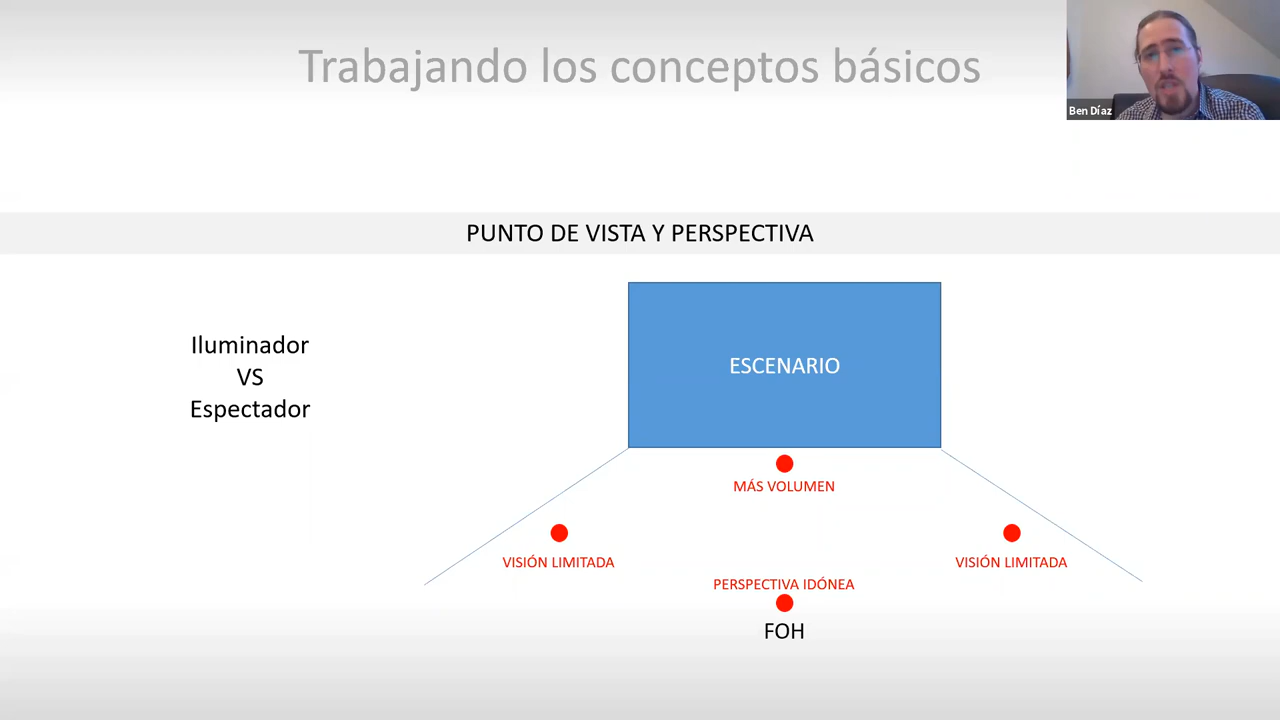 Trabajando los conceptos básicos
Ben Díaz
PUNTO DE VISTA Y PERSPECTIVA
Iluminador
VS
Espectador
ESCENARIO
MÁS VOLUMEN
VISIÓN LIMITADA
VISIÓN LIMITADA
PERSPECTIVA IDÓNEA
FOH